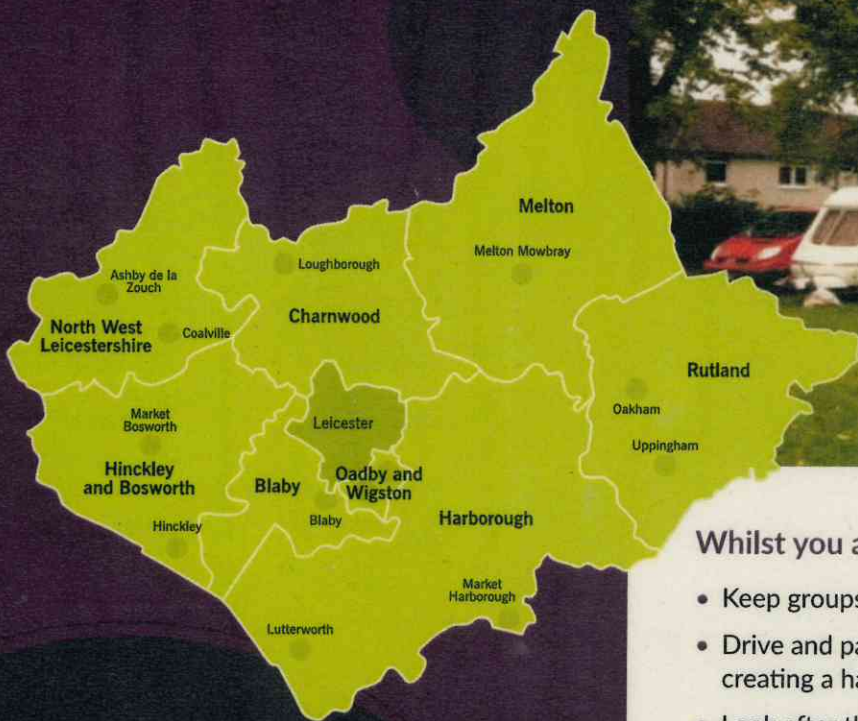 Melton
Melton Mowbray
Loughborough
Charnwood
Ashby de la
Zouch
North West
Leicestershire
Coalville
Rutland
Oakham
Uppingham
Market
Bosworth
Hinckley
and Bosworth
Hinckley
Leicester
Blaby
Blaby
Oadby and
Wigston
Harborough
Market
Harborough
Lutterworth
Whilst you a
• Keep groups
• Drive and pa
creating a ha